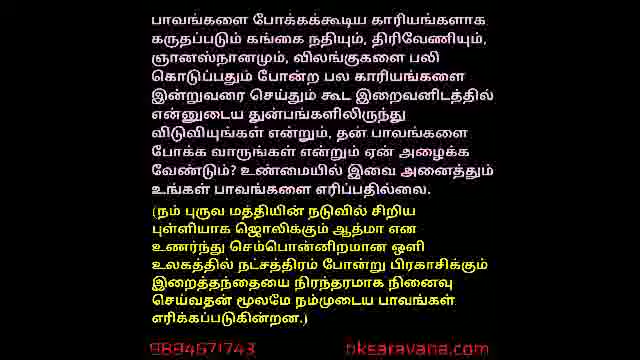 பாவங்களை போக்கக்கூடிய காரியங்களாக
கருதப்படும் கங்கை நதியும், திரிவேணியும்,
ஞானஸ்நானமும், விலங்குகளை பலி
கொடுப்பதும் போன்ற பல காரியங்களை
இன்றுவரை செய்தும் கூட இறைவனிடத்தில்
என்னுடைய துன்பங்களிலிருந்து
விடுவியுங்கள் என்றும், தன் பாவங்களை
போக்க வாருங்கள் என்றும் ஏன் அழைக்க
வேண்டும்? உண்மையில் இவை அனைத்தும்
உங்கள் பாவங்களை எரிப்பதில்லை.
(நம் புருவ மத்தியின் நடுவில் சிறிய
புள்ளியாக ஜொலிக்கும் ஆத்மா என
உணர்ந்து செம்பொன்னிறமான ஒளி
உலகத்தில் நட்சத்திரம் போன்று பிரகாசிக்கும்
இறைத்தந்தையை நிரந்தரமாக நினைவு
செய்வதன் மூலமே நம்முடைய பாவங்கள்
எரிக்கப்படுகின்றன.)
9894671743 bksaravana.com